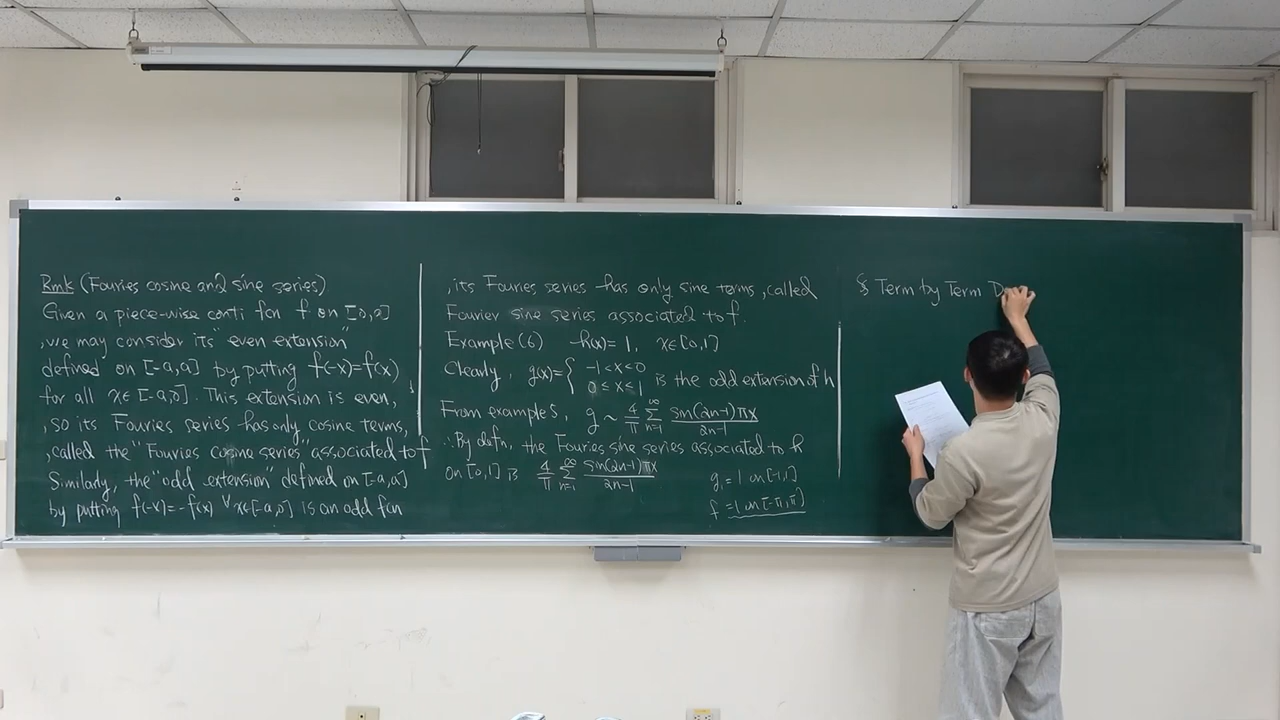 Rmk (Fouries cosine and sine series)
Given a piece-wise conti fcn f on [0,a]
, we may consider its "even extension"
defined on [-a,a] by putting f(-x)=f(x)
for all x∈[-a,0]. This extension is even,
, so its Fouries series has only cosine terms,
, called the "Fouries cosine series" associated to f
Similarly, the "odd extension" defined on [-a,a]
by putting f(-x)=-f(x) ∀x∈[-a,0] is an odd fcn
, its Fouries series has only sine terms, called
Fourier sine series associated to f.
Example(6) h(x)= 1, x∈[0,1]
Clearly, g(x)={ -1<x<0
0≤x≤1 is the odd extension of h
From example 5, g ~ 4/π ∑_{n=1}^{∞} sin(2n-1)πx / 2n-1
∴ By defn, the Fouries sine series associated to h
on [0,1] is 4/π ∑_{n=1}^{∞} sin(2n-1)πx / 2n-1
g = 1 on [-1,1]
f = 1 on [-π,π]
§ Term by Term D